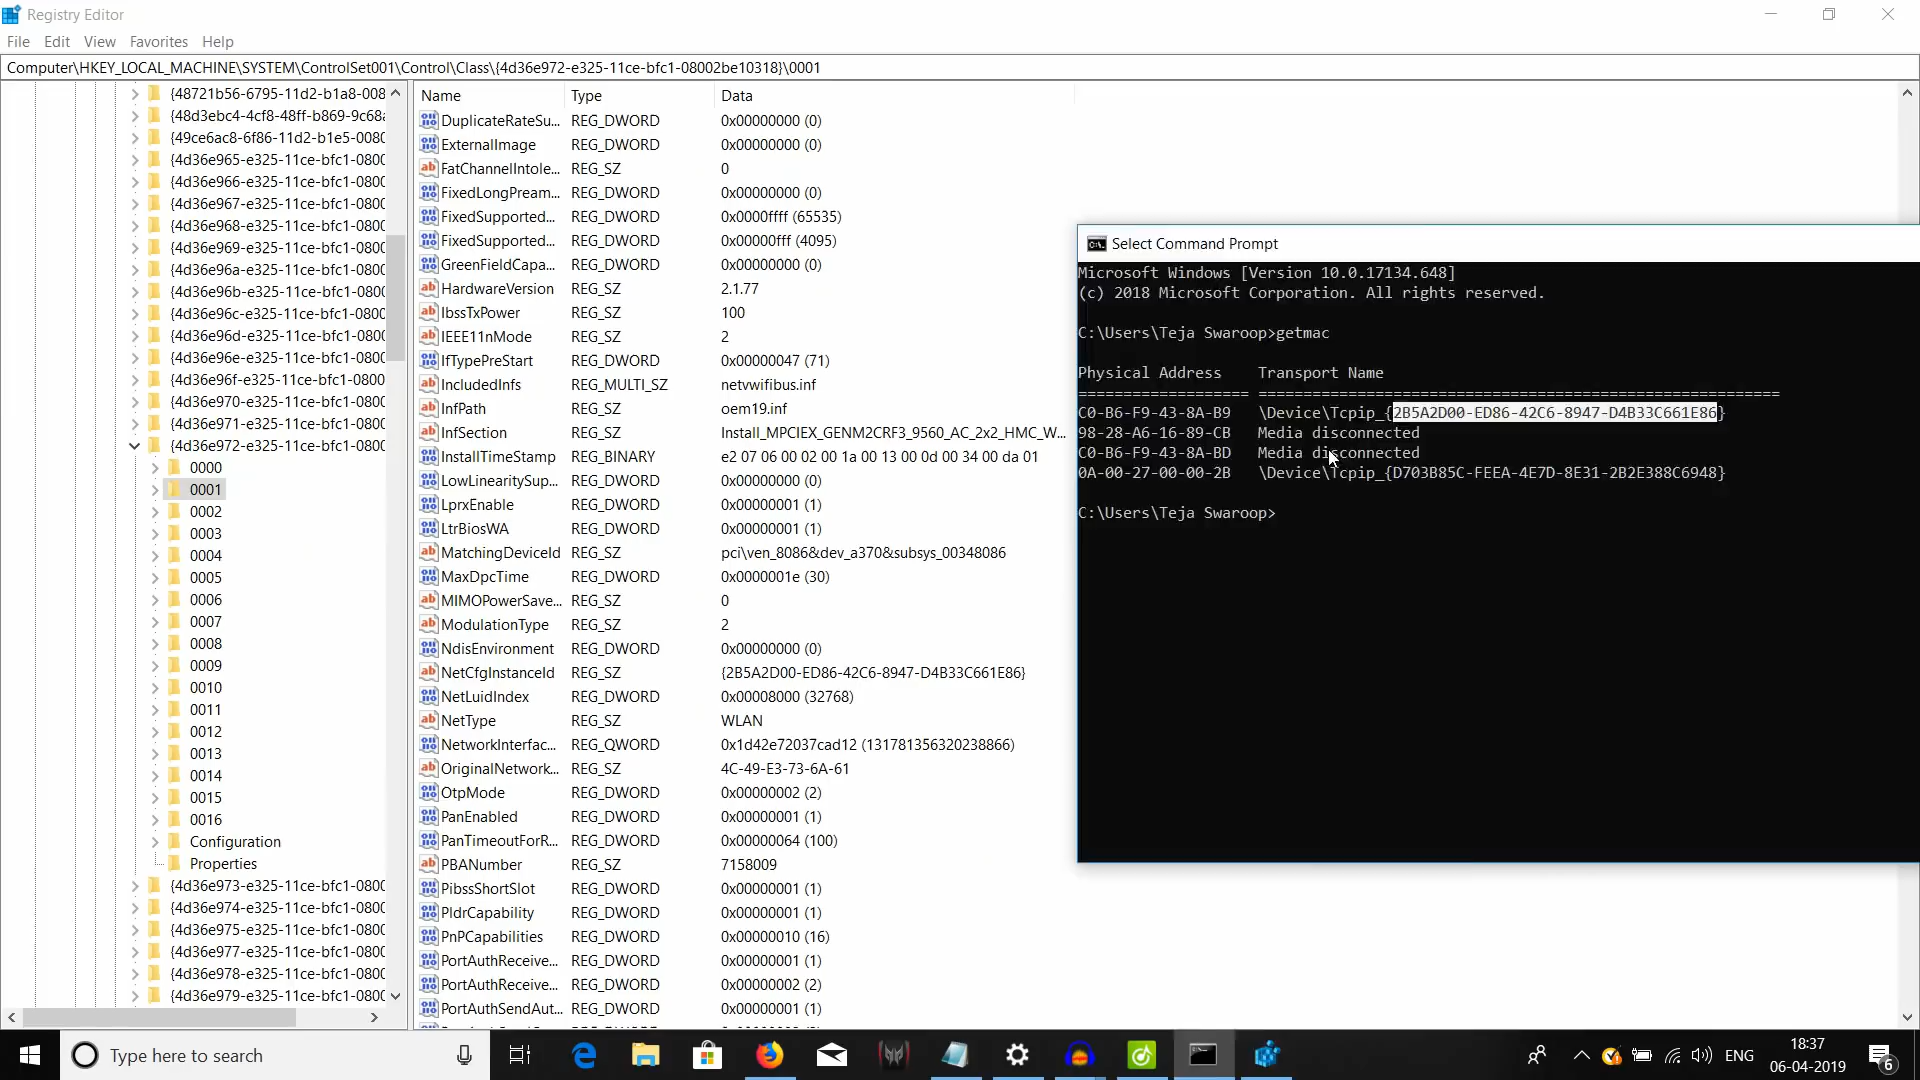 Registry Editor
File Edit View Favorites Help
Computer\HKEY_LOCAL_MACHINE\SYSTEM\ControlSet001\Control\Class\{4d36e972-e325-11ce-bfc1-08002be10318}\0001
{48721b56-6795-11d2-b1a8-008
{48d3ebc4-4cf8-48ff-b869-9c68a
{49ce6ac8-6f86-11d2-b1e5-0080
{4d36e965-e325-11ce-bfc1-0800
{4d36e966-e325-11ce-bfc1-0800
{4d36e967-e325-11ce-bfc1-0800
{4d36e968-e325-11ce-bfc1-0800
{4d36e969-e325-11ce-bfc1-0800
{4d36e96a-e325-11ce-bfc1-0800
{4d36e96b-e325-11ce-bfc1-0800
{4d36e96c-e325-11ce-bfc1-0800
{4d36e96d-e325-11ce-bfc1-0800
{4d36e96e-e325-11ce-bfc1-0800
{4d36e96f-e325-11ce-bfc1-0800
{4d36e970-e325-11ce-bfc1-0800
{4d36e971-e325-11ce-bfc1-0800
{4d36e972-e325-11ce-bfc1-0800
0000
0001
0002
0003
0004
0005
0006
0007
0008
0009
0010
0011
0012
0013
0014
0015
0016
Configuration
Properties
{4d36e973-e325-11ce-bfc1-0800
{4d36e974-e325-11ce-bfc1-0800
{4d36e975-e325-11ce-bfc1-0800
{4d36e977-e325-11ce-bfc1-0800
{4d36e978-e325-11ce-bfc1-0800
{4d36e979-e325-11ce-bfc1-0800
Name Type Data
DuplicateRateSu... REG_DWORD 0x00000000 (0)
ExternalImage REG_DWORD 0x00000000 (0)
FatChannelIntole... REG_SZ 0
FixedLongPream... REG_DWORD 0x00000000 (0)
FixedSupported... REG_DWORD 0x0000ffff (65535)
FixedSupported... REG_DWORD 0x00000fff (4095)
GreenFieldCapa... REG_DWORD 0x00000000 (0)
HardwareVersion REG_SZ 2.1.77
IbssTxPower REG_SZ 100
IEEE11nMode REG_SZ 2
IfTypePreStart REG_DWORD 0x00000047 (71)
IncludedInfs REG_MULTI_SZ netvwifibus.inf
InfPath REG_SZ oem19.inf
InfSection REG_SZ Install_MPCIEX_GENM2CRF3_9560_AC_2x2_HMC_W...
InstallTimeStamp REG_BINARY e2 07 06 00 02 00 1a 00 13 00 0d 00 34 00 da 01
LowLinearitySup... REG_DWORD 0x00000000 (0)
LprxEnable REG_DWORD 0x00000001 (1)
LtrBiosWA REG_DWORD 0x00000001 (1)
MatchingDeviceId REG_SZ pci\ven_8086&dev_a370&subsys_00348086
MaxDpcTime REG_DWORD 0x0000001e (30)
MIMOPowerSave... REG_SZ 0
ModulationType REG_SZ 2
NdisEnvironment REG_DWORD 0x00000000 (0)
NetCfgInstanceId REG_SZ {2B5A2D00-ED86-42C6-8947-D4B33C661E86}
NetLuidIndex REG_DWORD 0x00008000 (32768)
NetType REG_SZ WLAN
NetworkInterfac... REG_QWORD 0x1d42e72037cad12 (131781356320238866)
OriginalNetwork... REG_SZ 4C-49-E3-73-6A-61
OtpMode REG_DWORD 0x00000002 (2)
PanEnabled REG_DWORD 0x00000001 (1)
PanTimeoutForR... REG_DWORD 0x00000064 (100)
PBANumber REG_SZ 7158009
PibssShortSlot REG_DWORD 0x00000001 (1)
PldrCapability REG_DWORD 0x00000001 (1)
PnPCapabilities REG_DWORD 0x00000010 (16)
PortAuthReceive... REG_DWORD 0x00000001 (1)
PortAuthReceive... REG_DWORD 0x00000002 (2)
PortAuthSendAut... REG_DWORD 0x00000001 (1)
Select Command Prompt
Microsoft Windows [Version 10.0.17134.648]
(c) 2018 Microsoft Corporation. All rights reserved.
C:\Users\Teja Swaroop>getmac
Physical Address Transport Name
=================== ==========================================================
C0-B6-F9-43-8A-B9 \Device\Tcpip_{2B5A2D00-ED86-42C6-8947-D4B33C661E86}
98-28-A6-16-89-CB Media disconnected
C0-B6-F9-43-8A-BD Media disconnected
0A-00-27-00-00-2B \Device\Tcpip_{D703B85C-FEEA-4E7D-8E31-2B2E388C6948}
C:\Users\Teja Swaroop>
Type here to search
ENG
18:37
06-04-2019
6